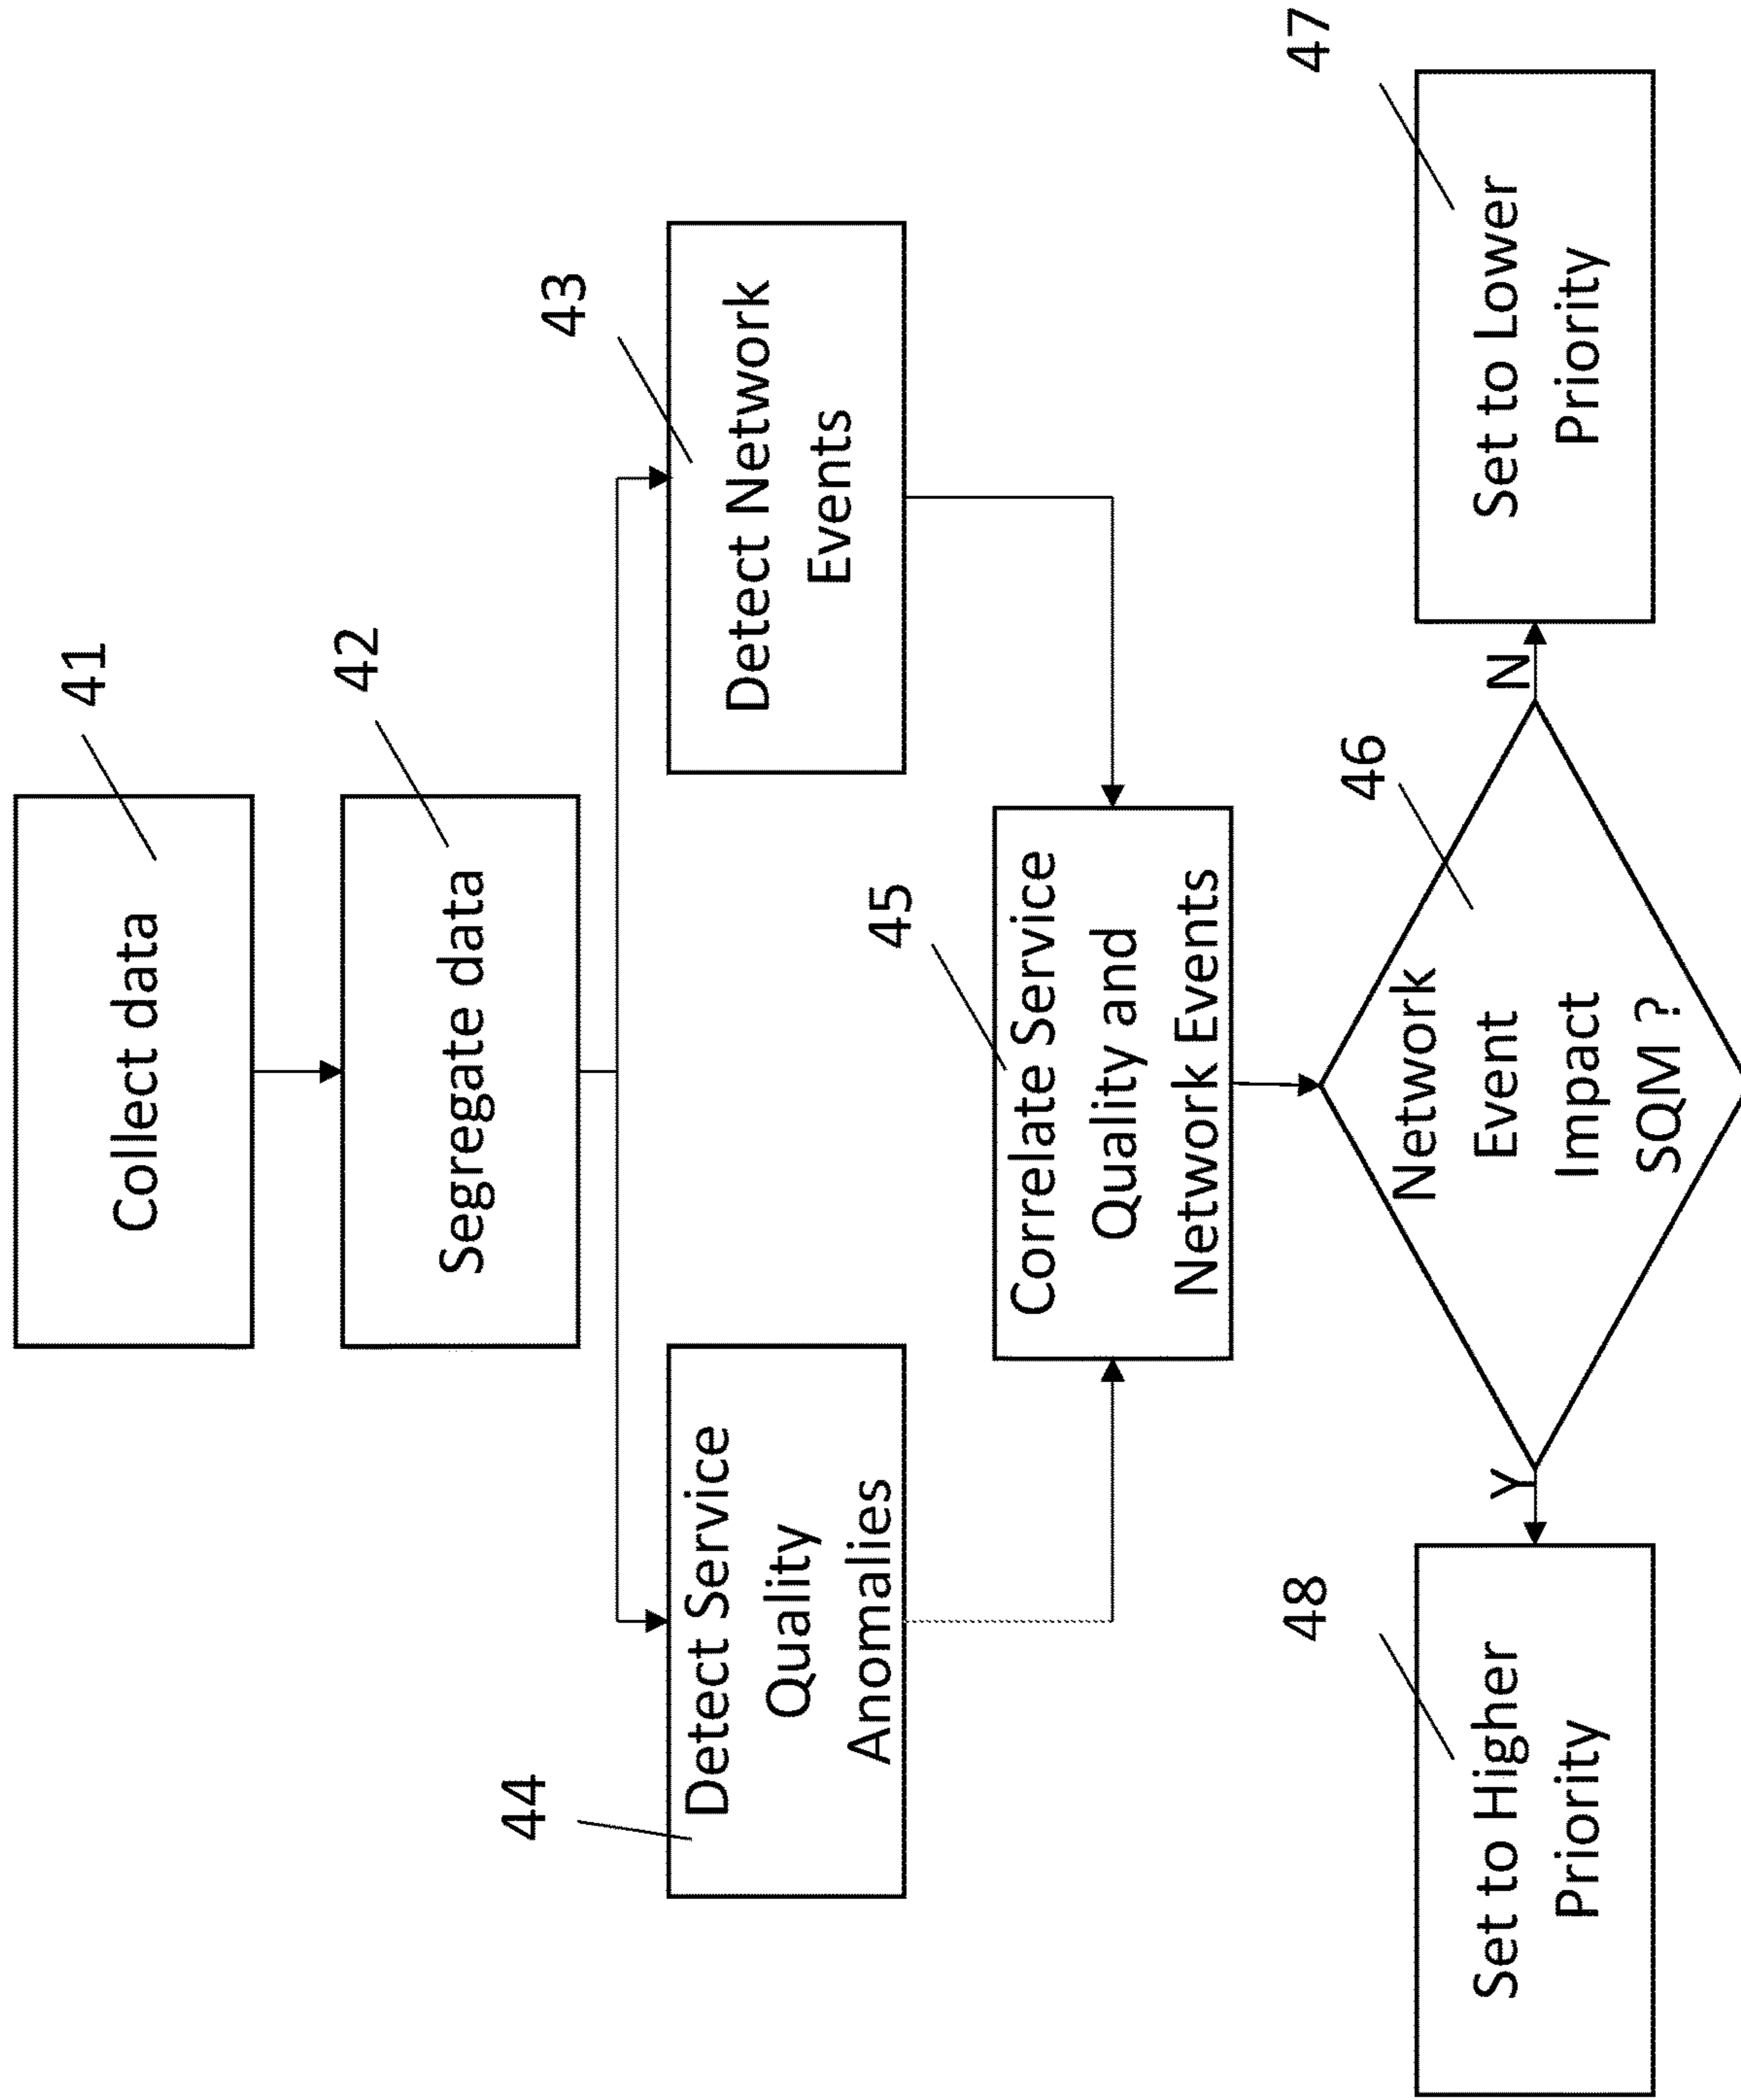 Collect data
41
Segregate data
42
44
Detect Service
Quality
Anomalies
43
Detect Network
Events
45
Correlate Service
Quality and
Network Events
46
Network
Event
Impact
SQM ?
Y
N
48
Set to Higher
Priority
47
Set to Lower
Priority